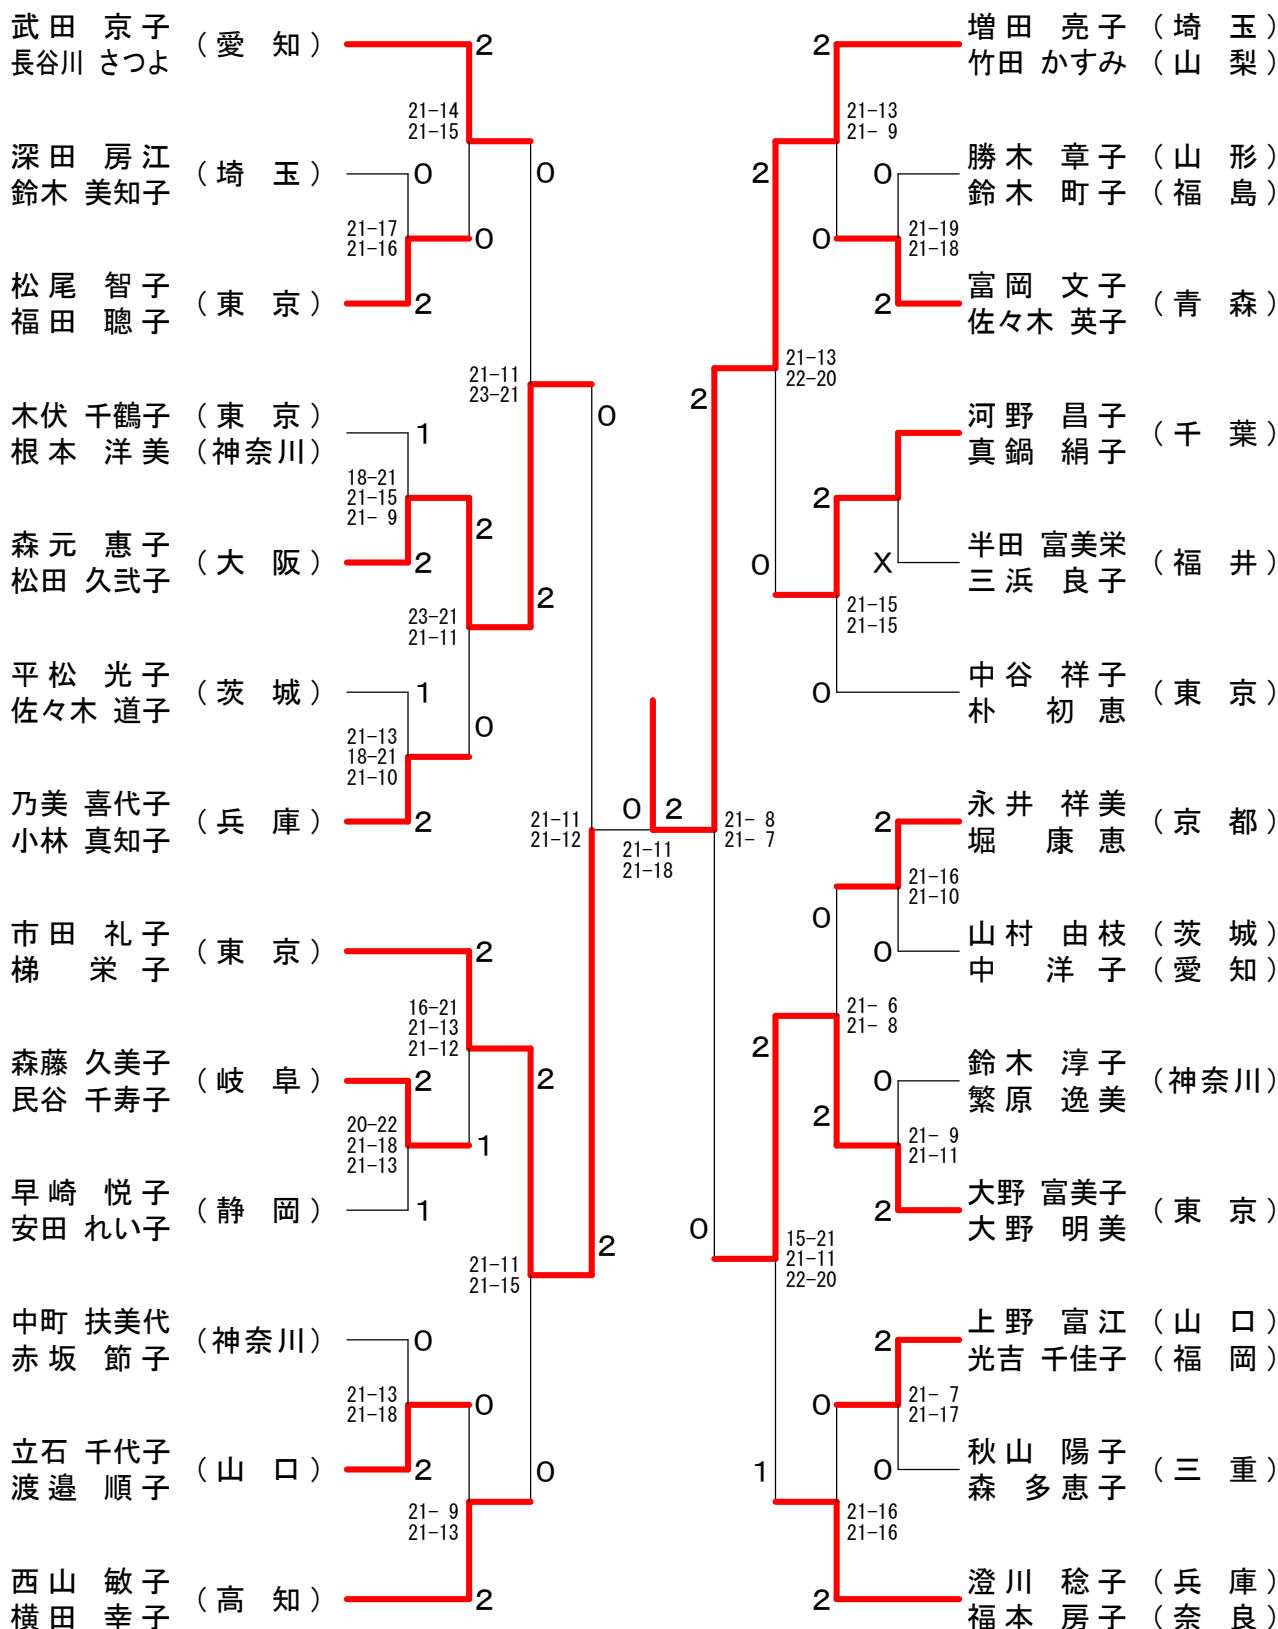 武田 京子
長谷川 さつよ
（愛 知）
2
21-14
21-15
深田 房江
鈴木 美知子
（埼 玉）
0
0
21-17
21-16
0
松尾 智子
福田 聰子
（東 京）
2
21-11
23-21
0
木伏 千鶴子 （東 京）
根本 洋美 （神奈川）
1
18-21
21-15
21- 9
2
森元 惠子
松田 久弐子
（大 阪）
2
2
23-21
21-11
平松 光子
佐々木 道子
（茨 城）
1
0
21-13
18-21
21-10
乃美 喜代子
小林 真知子
（兵 庫）
2
21-11
21-12
市田 礼子
梯 栄子
（東 京）
2
16-21
21-13
21-12
森藤 久美子
民谷 千寿子
（岐 阜）
2
2
20-22
21-18
21-13
1
早崎 悦子
安田 れい子
（静 岡）
1
2
21-11
21-15
中町 扶美代
赤坂 節子
（神奈川）
0
21-13
21-18
0
立石 千代子
渡邉 順子
（山 口）
2
0
21- 9
21-13
西山 敏子
横田 幸子
（高 知）
2
0
2
21-11
21-18
2
増田 亮子 （埼 玉）
竹田 かすみ （山 梨）
21-13
21- 9
2
0
勝木 章子 （山 形）
鈴木 町子 （福 島）
0
21-19
21-18
2
富岡 文子
佐々木 英子
（青 森）
21-13
22-20
2
河野 昌子
真鍋 絹子
（千 葉）
2
0
X
半田 富美栄
三浜 良子
（福 井）
21-15
21-15
0
中谷 祥子
朴 初恵
（東 京）
21- 8
21- 7
2
永井 祥美
堀 康恵
（京 都）
21-16
21-10
0
0
山村 由枝 （茨 城）
中 洋子 （愛 知）
21- 6
21- 8
2
0
鈴木 淳子
繁原 逸美
（神奈川）
2
21- 9
21-11
2
大野 富美子
大野 明美
（東 京）
0
15-21
21-11
22-20
2
上野 富江 （山 口）
光吉 千佳子 （福 岡）
0
21- 7
21-17
1
0
秋山 陽子
森 多恵子
（三 重）
21-16
21-16
2
澄川 稔子 （兵 庫）
福本 房子 （奈 良）